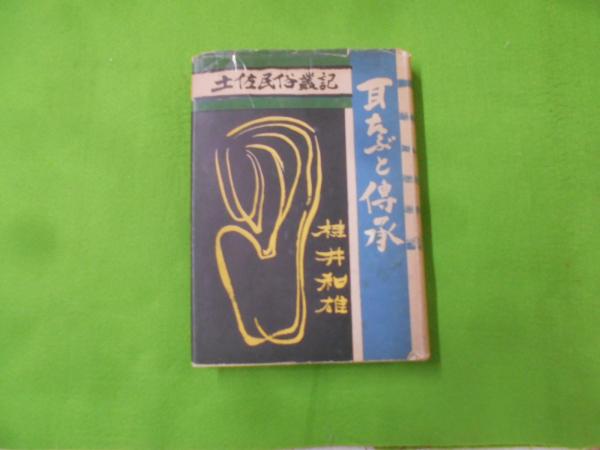 土佐民俗叢記
耳たぶと傳承
桂井和雄